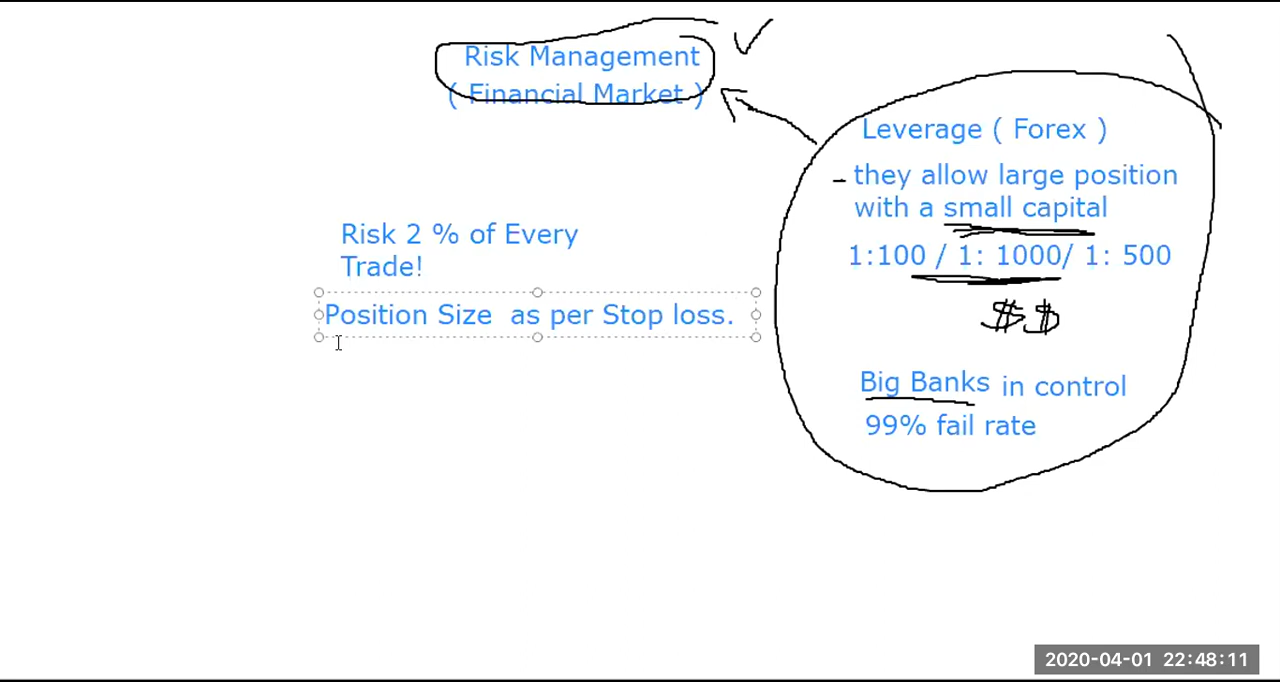 Risk Management
( Financial Market )
Leverage ( Forex )
- they allow large position
with a small capital
1:100 / 1: 1000/ 1: 500
$$
Big Banks in control
99% fail rate
Risk 2 % of Every
Trade!
Position Size  as per Stop loss.
2020-04-01 22:48:11